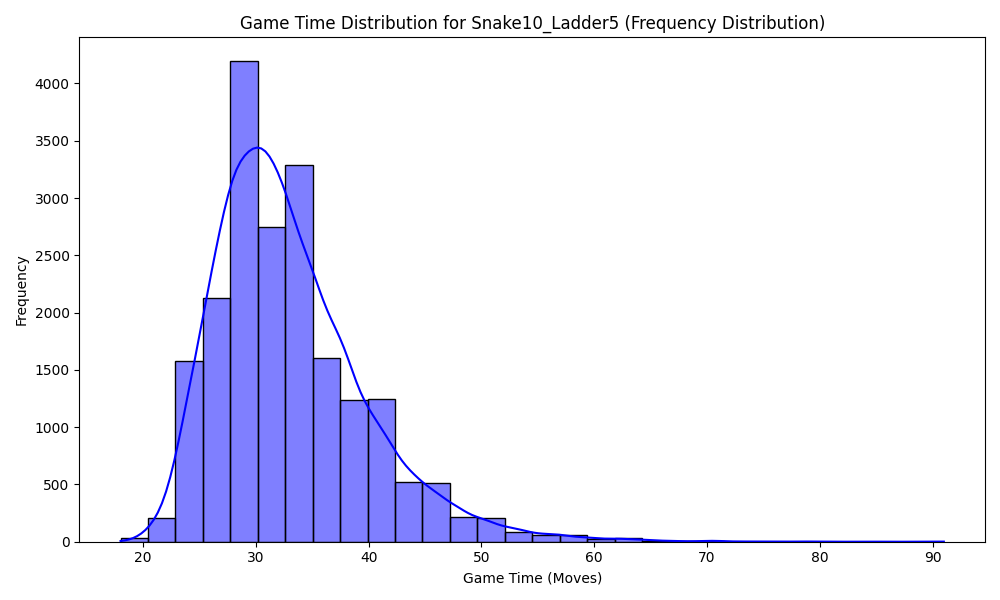 Game Time Distribution for Snake10_Ladder5 (Frequency Distribution)
4000
3500
3000
2500
2000
1500
1000
500
0
Frequency
20 30 40 50 60 70 80 90
Game Time (Moves)